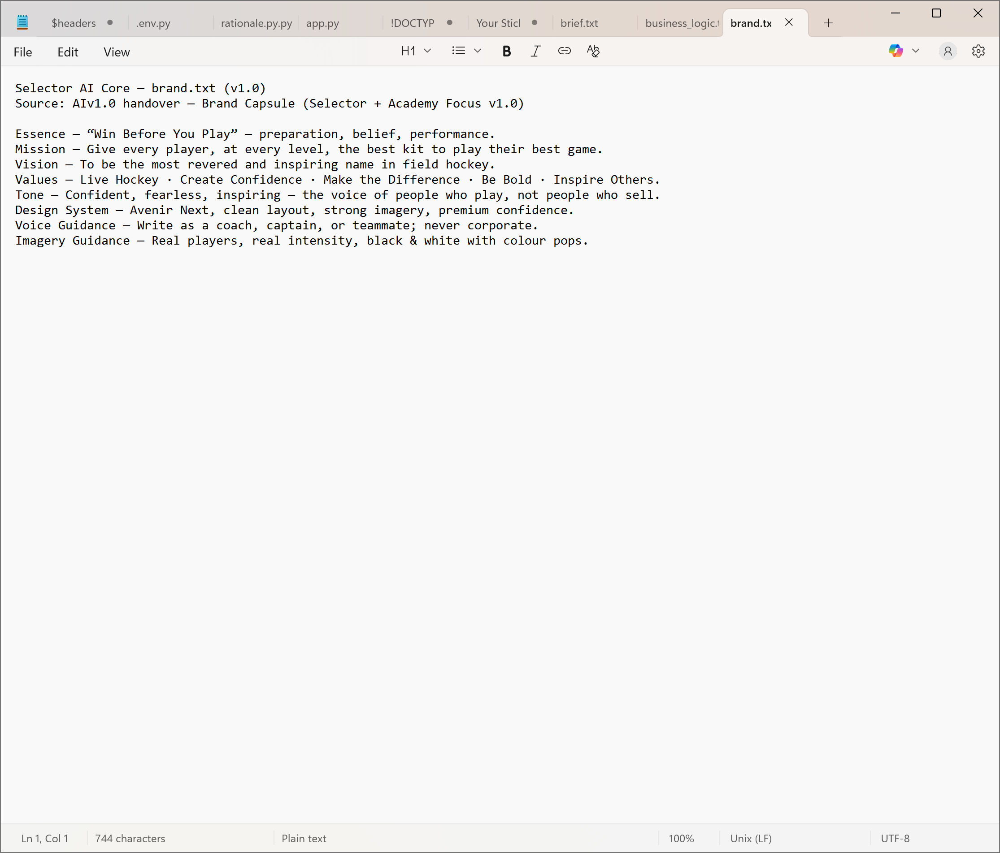 $headers
.env.py
rationale.py.py
app.py
!DOCTYP
Your Sticl
brief.txt
business_logic.t
brand.tx
File
Edit
View
H1
B
I
Selector AI Core — brand.txt (v1.0)
Source: AIv1.0 handover — Brand Capsule (Selector + Academy Focus v1.0)
Essence — “Win Before You Play” — preparation, belief, performance.
Mission — Give every player, at every level, the best kit to play their best game.
Vision — To be the most revered and inspiring name in field hockey.
Values — Live Hockey · Create Confidence · Make the Difference · Be Bold · Inspire Others.
Tone — Confident, fearless, inspiring — the voice of people who play, not people who sell.
Design System — Avenir Next, clean layout, strong imagery, premium confidence.
Voice Guidance — Write as a coach, captain, or teammate; never corporate.
Imagery Guidance — Real players, real intensity, black & white with colour pops.
Ln 1, Col 1
744 characters
Plain text
100%
Unix (LF)
UTF-8